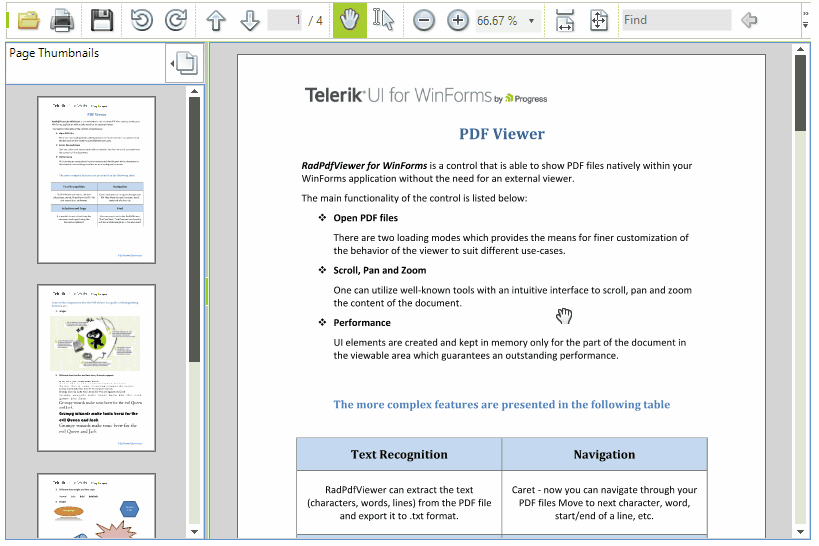 1 / 4
66.67 %
Find
Page Thumbnails
PDF Viewer
Telerik UI for WinForms by Progress
PDF Viewer
RadPdfViewer for WinForms is a control that is able to show PDF files natively within your
WinForms application without the need for an external viewer.
The main functionality of the control is listed below:
❖ Open PDF files
There are two loading modes which provides the means for finer customization of
the behavior of the viewer to suit different use-cases.
❖ Scroll, Pan and Zoom
One can utilize well-known tools with an intuitive interface to scroll, pan and zoom
the content of the document.
❖ Performance
UI elements are created and kept in memory only for the part of the document in
the viewable area which guarantees an outstanding performance.
The more complex features are presented in the following table
Text Recognition
Navigation
RadPdfViewer can extract the text
(characters, words, lines) from the PDF file
and export it to .txt format.
Caret - now you can navigate through your
PDF files Move to next character, word,
start/end of a line, etc.